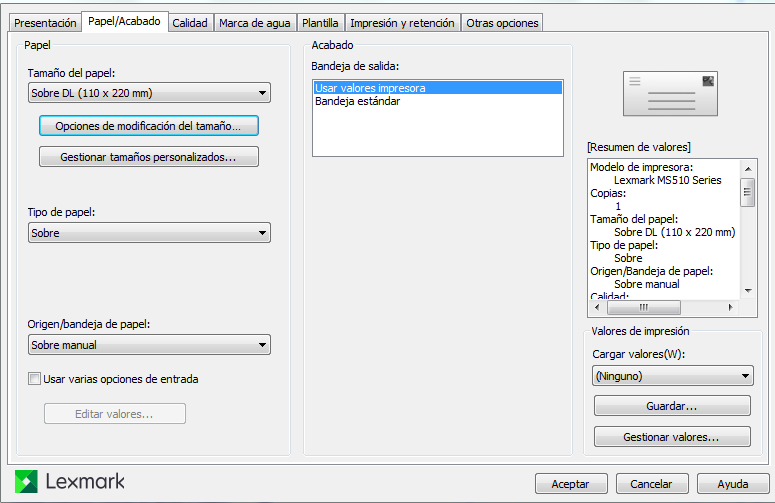 Presentación
Papel/Acabado
Calidad
Marca de agua
Plantilla
Impresión y retención
Otras opciones
Papel
Tamaño del papel:
Sobre DL (110 x 220 mm)
Opciones de modificación del tamaño...
Gestionar tamaños personalizados...
Tipo de papel:
Sobre
Origen/bandeja de papel:
Sobre manual
Usar varias opciones de entrada
Editar valores...
Acabado
Bandeja de salida:
Usar valores impresora
Bandeja estándar
[Resumen de valores]
Modelo de impresora:
Lexmark MS510 Series
Copias:
1
Tamaño del papel:
Sobre DL (110 x 220 mm)
Tipo de papel:
Sobre
Origen/Bandeja de papel:
Sobre manual
Calidad:
Valores de impresión
Cargar valores(W):
(Ninguno)
Guardar...
Gestionar valores...
Lexmark
Aceptar
Cancelar
Ayuda